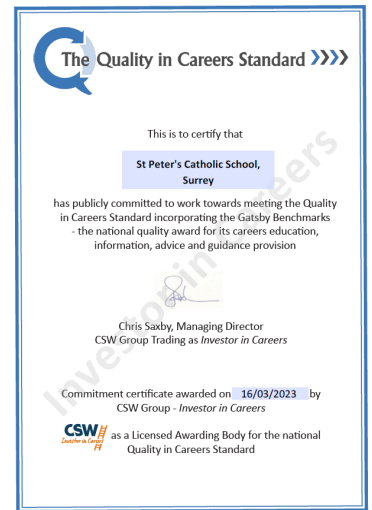 The Quality in Careers Standard
This is to certify that
St Peter's Catholic School,
Surrey
has publicly committed to work towards meeting the Quality
in Careers Standard incorporating the Gatsby Benchmarks
- the national quality award for its careers education,
information, advice and guidance provision
Investor in Careers
Chris Saxby, Managing Director
CSW Group Trading as Investor in Careers
Commitment certificate awarded on 16/03/2023 by
CSW Group - Investor in Careers
CSW
Investor in Careers
as a Licensed Awarding Body for the national
Quality in Careers Standard